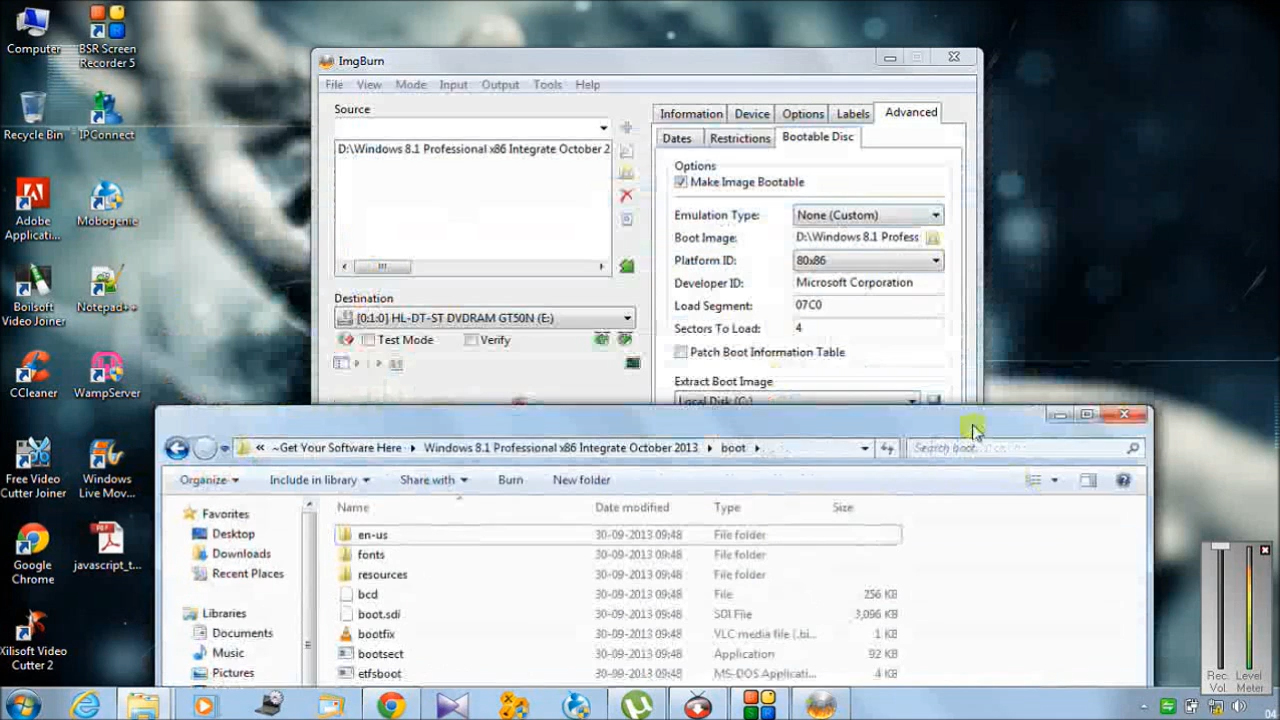 Computer
BSR Screen
Recorder 5
Recycle Bin
IPConnect
Adobe
Applicati...
Mobogenie
Boilsoft
Video Joiner
Notepad++
CCleaner
WampServer
Free Video
Cutter Joiner
Windows
Live Mov...
Google
Chrome
javascript_t...
Xilisoft Video
Cutter 2
ImgBurn
File View Mode Input Output Tools Help
Source
D:\Windows 8.1 Professional x86 Integrate October 2
Destination
[0:1:0] HL-DT-ST DVDRAM GT50N (E:)
Test Mode Verify
Information Device Options Labels Advanced
Dates Restrictions Bootable Disc
Options
Make Image Bootable
Emulation Type: None (Custom)
Boot Image: D:\Windows 8.1 Profess
Platform ID: 80x86
Developer ID: Microsoft Corporation
Load Segment: 07C0
Sectors To Load: 4
Patch Boot Information Table
Extract Boot Image
Local Disk (C:)
« ~Get Your Software Here Windows 8.1 Professional x86 Integrate October 2013 boot
Search boot
Organize Include in library Share with Burn New folder
Favorites
Desktop
Downloads
Recent Places
Libraries
Documents
Music
Pictures
Name Date modified Type Size
en-us 30-09-2013 09:48 File folder
fonts 30-09-2013 09:48 File folder
resources 30-09-2013 09:48 File folder
bcd 30-09-2013 09:48 File 256 KB
boot.sdi 30-09-2013 09:48 SDI File 3,096 KB
bootfix 30-09-2013 09:48 VLC media file (.bi... 1 KB
bootsect 30-09-2013 09:48 Application 92 KB
etfsboot 30-09-2013 09:48 MS-DOS Applicati... 4 KB
Rec. Level
Vol. Meter
04